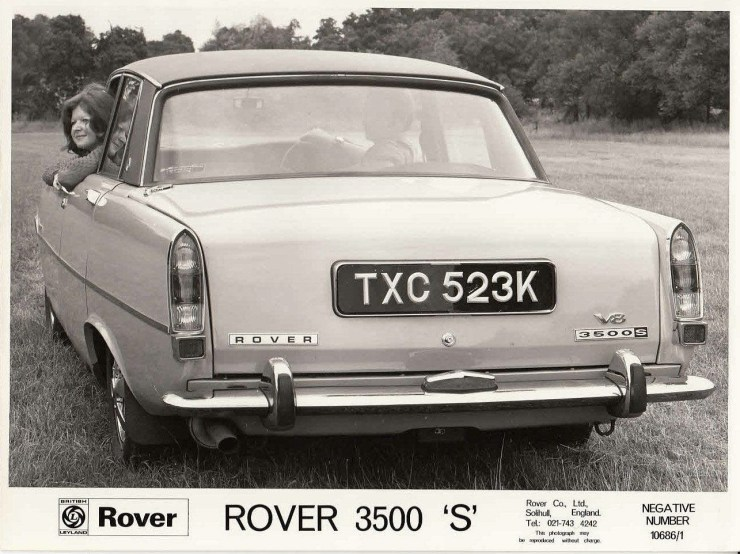 TXC 523K
ROVER
V8
3500S
BRITISH
LEYLAND
Rover
ROVER 3500 'S'
Rover Co., Ltd.,
Solihull, England.
Tel: 021-743 4242
This photograph may
be reproduced without charge.
NEGATIVE
NUMBER
10686/1